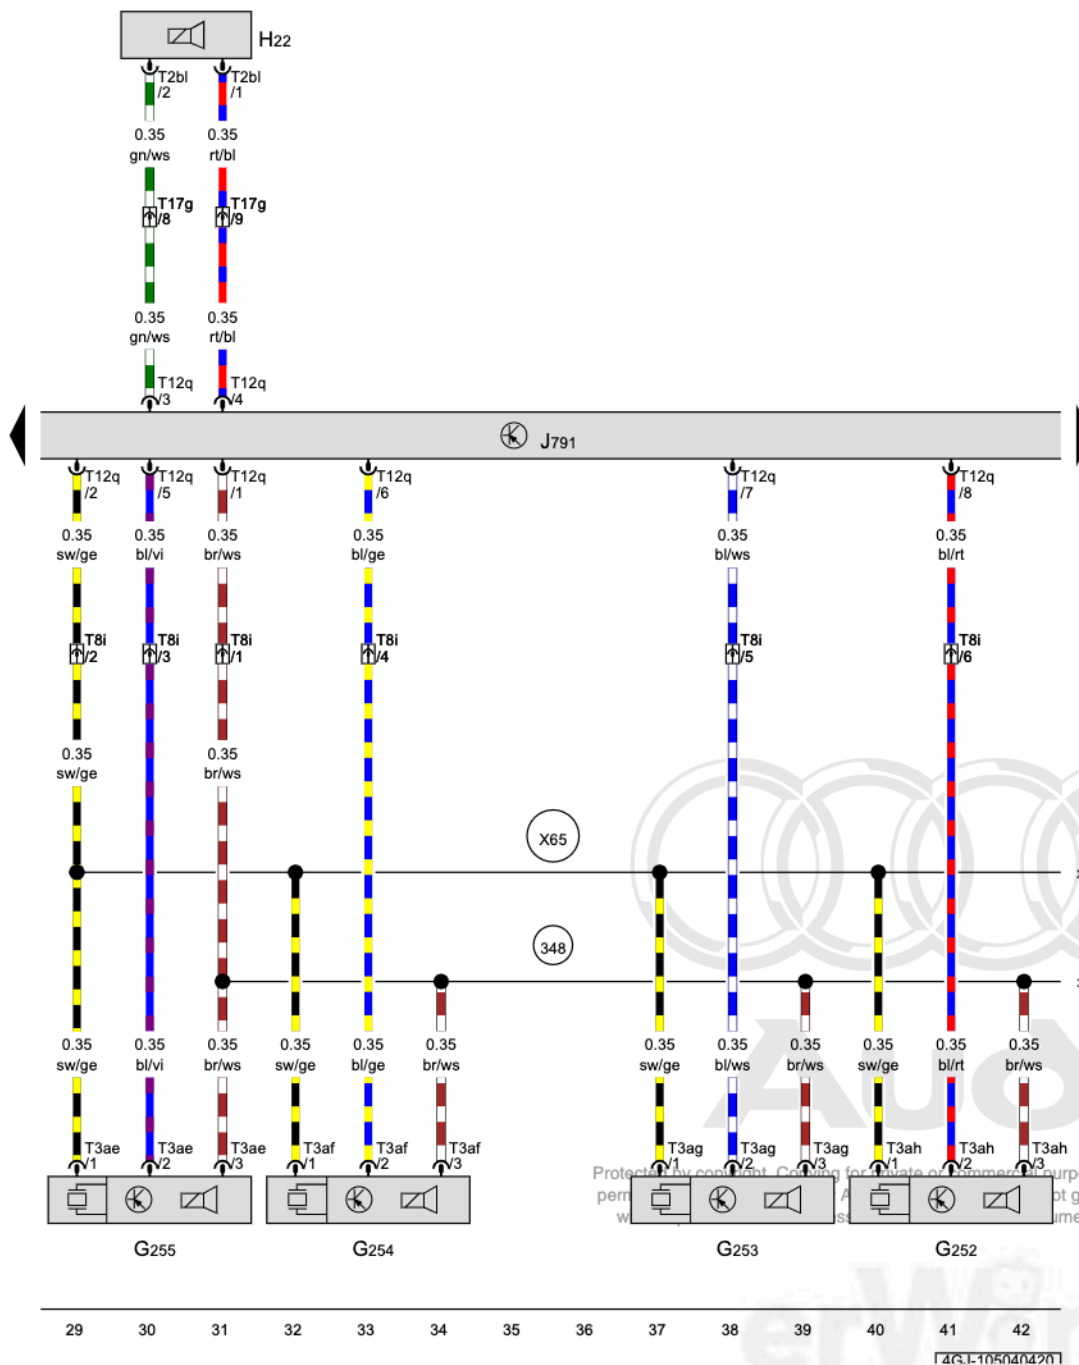 H22
T2bl T2bl
/2 /1
0.35 0.35
gn/ws rt/bl
T17g T17g
/8 /9
0.35 0.35
gn/ws rt/bl
T12q T12q
/3 /4
J791
T12q T12q T12q T12q T12q T12q
/2 /5 /1 /6 /7 /8
0.35 0.35 0.35 0.35 0.35 0.35
sw/ge bl/vi br/ws bl/ge bl/ws bl/rt
T8i T8i T8i T8i T8i T8i
/2 /3 /1 /4 /5 /6
0.35 0.35
sw/ge br/ws
X65
348
0.35 0.35 0.35 0.35 0.35 0.35 0.35 0.35 0.35 0.35 0.35 0.35
sw/ge bl/vi br/ws sw/ge bl/ge br/ws sw/ge bl/ws br/ws sw/ge bl/rt br/ws
T3ae T3ae T3ae T3af T3af T3af T3ag T3ag T3ag T3ah T3ah T3ah
/1 /2 /3 /1 /2 /3 /1 /2 /3 /1 /2 /3
Protected by copyright. Copying for private or commercial
G255 G254 G253 G252
29 30 31 32 33 34 35 36 37 38 39 40 41 42
4GJ-105040420